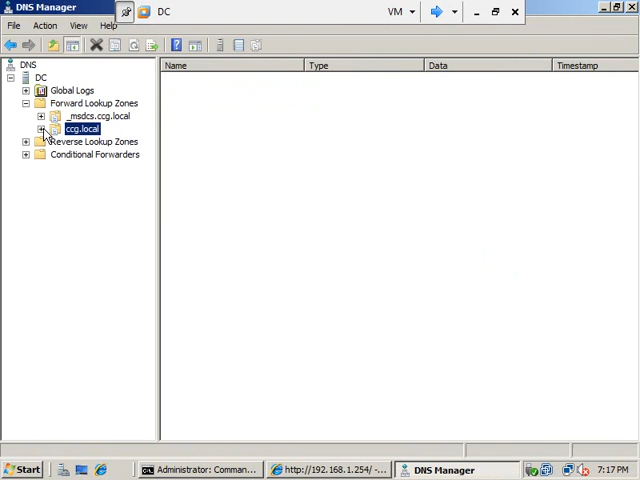 DNS Manager
DC
VM
File Action View Help
DNS
DC
Global Logs
Forward Lookup Zones
_msdcs.ccg.local
ccg.local
Reverse Lookup Zones
Conditional Forwarders
Name Type Data Timestamp
Start
Administrator: Comman...
http://192.168.1.254/ -...
DNS Manager
7:17 PM